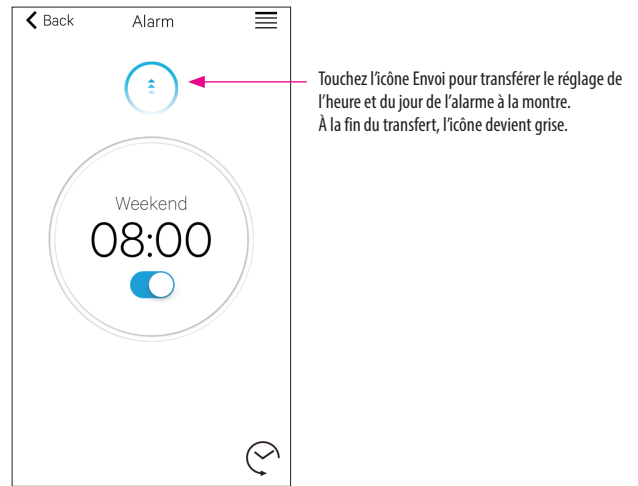 Back
Alarm
Touchez l'icône Envoi pour transférer le réglage de
l'heure et du jour de l'alarme à la montre.
À la fin du transfert, l'icône devient grise.
Weekend
08:00